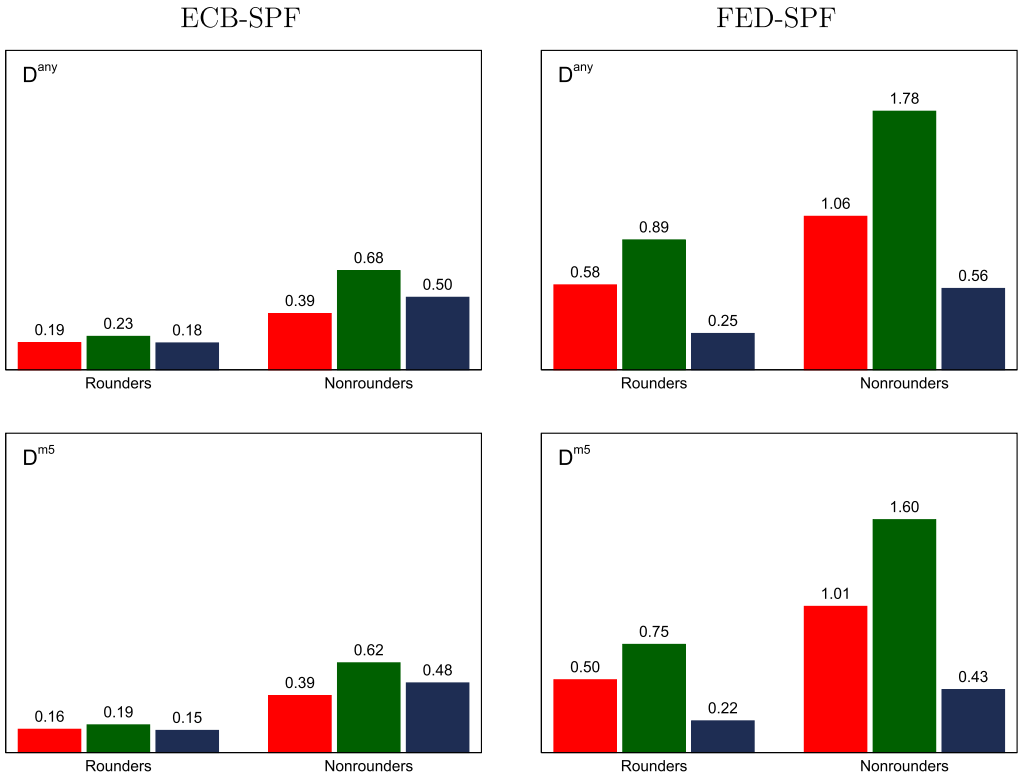 ECB-SPF
FED-SPF
D^any
0.19 0.23 0.18 0.39 0.68 0.50
Rounders Nonrounders
D^any
0.58 0.89 0.25 1.06 1.78 0.56
Rounders Nonrounders
D^m5
0.16 0.19 0.15 0.39 0.62 0.48
Rounders Nonrounders
D^m5
0.50 0.75 0.22 1.01 1.60 0.43
Rounders Nonrounders